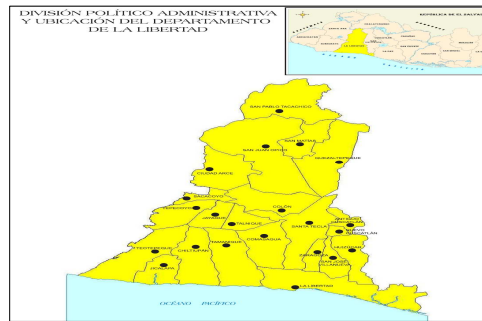 DIVISIÓN POLÍTICO ADMINISTRATIVA
Y UBICACIÓN DEL DEPARTAMENTO
DE LA LIBERTAD
REPÚBLICA DE EL SALVADOR
LA LIBERTAD
SAN PABLO TACACHICO
SAN MATÍAS
SAN JUAN OPICO
QUEZALTEPEQUE
CIUDAD ARCE
SACACOYO
TEPECOYO
COLÓN
JAYAQUE
TALNIQUE
SANTA TECLA
ANTIGUO
CUSCATLÁN
NUEVO
CUSCATLÁN
COMASAGUA
TAMANIQUE
TEOTEPEQUE
CHILTIUPÁN
HUIZÚCAR
ZARAGOZA
SAN JOSÉ
VILLANUEVA
JICALAPA
LA LIBERTAD
OCÉANO PACÍFICO